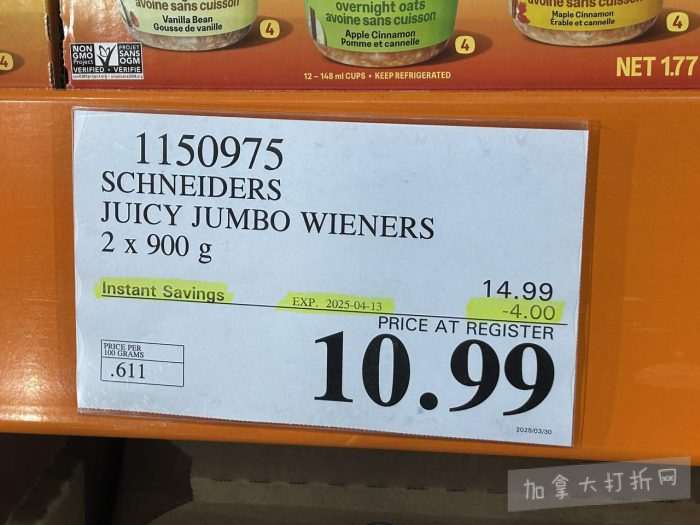 avoine sans cuisson
Vanilla Bean
Gousse de vanille
4
overnight oats
avoine sans cuisson
Apple Cinnamon
Pomme et cannelle
4
avoine sans cuisson
Maple Cinnamon
Érable et cannelle
4
4
NON
GMO
Project
VERIFIED
PROJET
SANS
OGM
VÉRIFIÉ
12 – 148 ml CUPS • KEEP REFRIGERATED
NET 1.77
1150975
SCHNEIDERS
JUICY JUMBO WIENERS
2 x 900 g
14.99
Instant Savings EXP. 2025-04-13 -4.00
PRICE AT REGISTER
PRICE PER
100 GRAMS
.611
10.99
2025/03/30
加拿大打折网